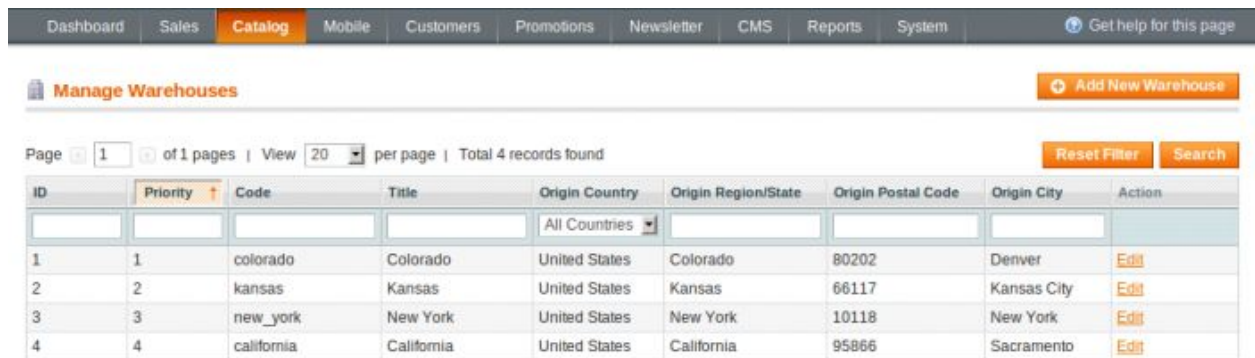 Dashboard Sales Catalog Mobile Customers Promotions Newsletter CMS Reports System Get help for this page
Manage Warehouses Add New Warehouse
Page 1 of 1 pages | View 20 per page | Total 4 records found Reset Filter Search
ID Priority Code Title Origin Country Origin Region/State Origin Postal Code Origin City Action
All Countries
1 1 colorado Colorado United States Colorado 80202 Denver Edit
2 2 kansas Kansas United States Kansas 66117 Kansas City Edit
3 3 new_york New York United States New York 10118 New York Edit
4 4 california California United States California 95866 Sacramento Edit